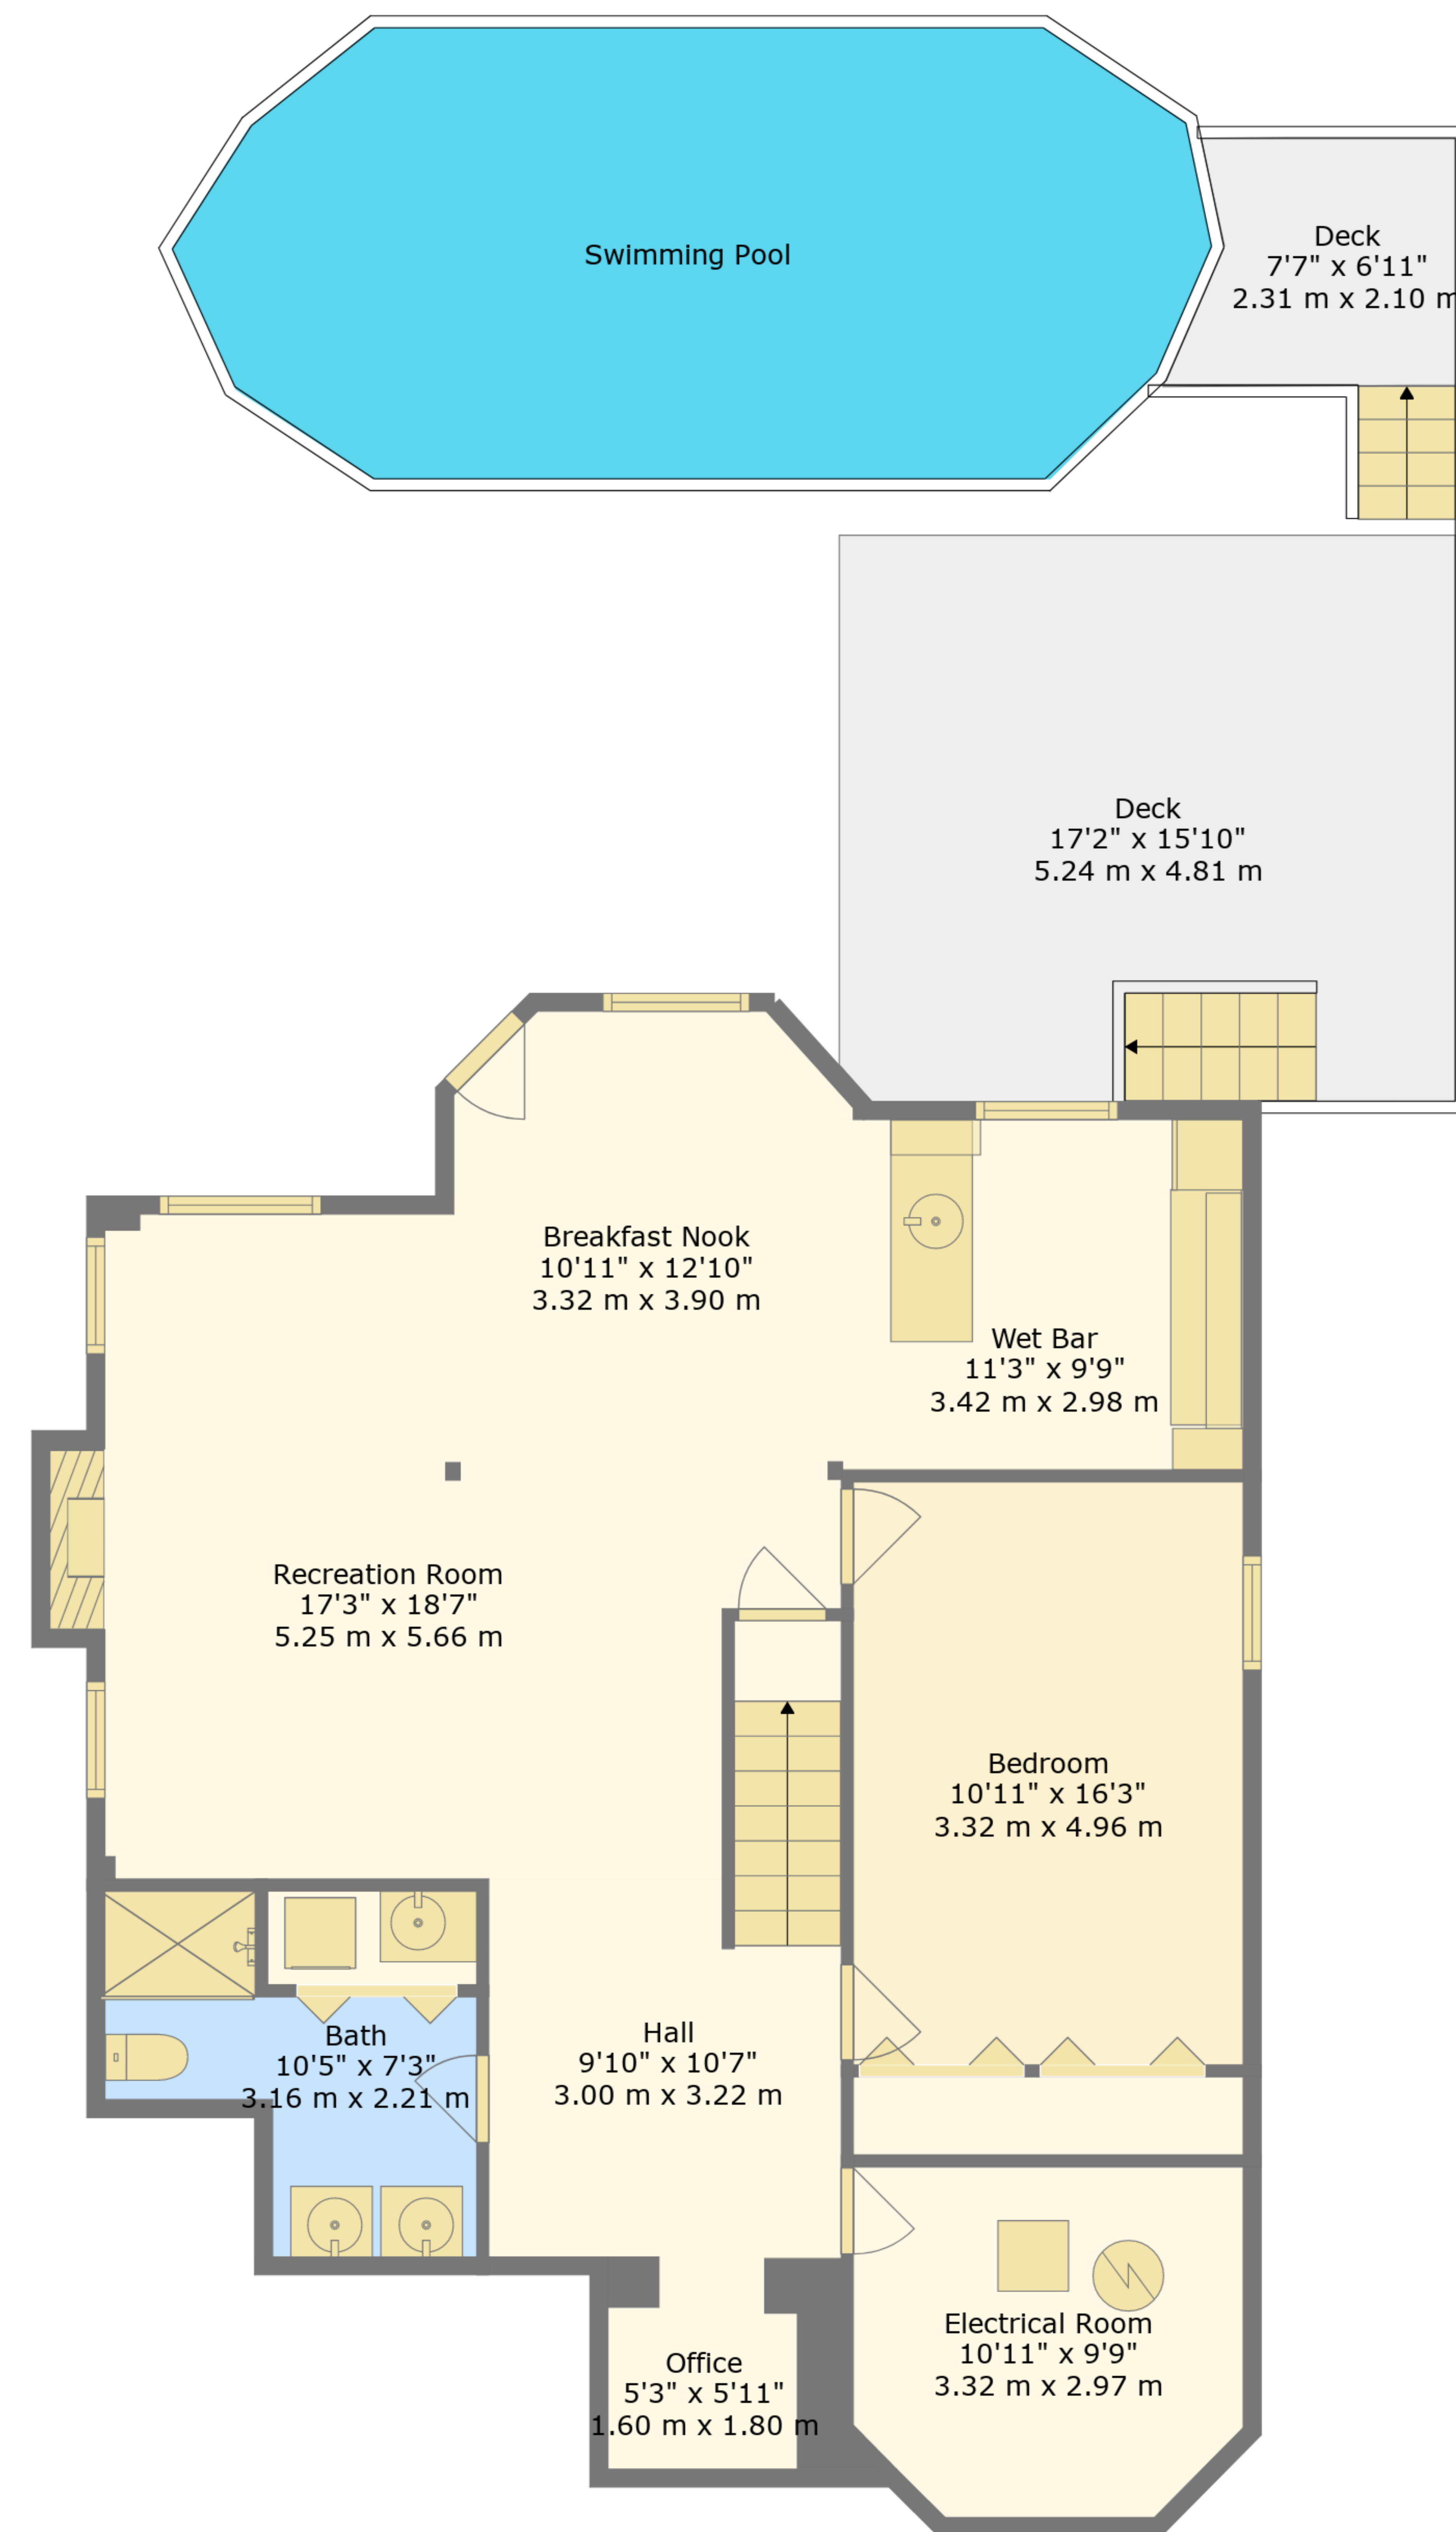 Swimming Pool
Deck
7'7" x 6'11"
2.31 m x 2.10 m
Deck
17'2" x 15'10"
5.24 m x 4.81 m
Breakfast Nook
10'11" x 12'10"
3.32 m x 3.90 m
Wet Bar
11'3" x 9'9"
3.42 m x 2.98 m
Recreation Room
17'3" x 18'7"
5.25 m x 5.66 m
Bedroom
10'11" x 16'3"
3.32 m x 4.96 m
Bath
10'5" x 7'3"
3.16 m x 2.21 m
Hall
9'10" x 10'7"
3.00 m x 3.22 m
Electrical Room
10'11" x 9'9"
3.32 m x 2.97 m
Office
5'3" x 5'11"
1.60 m x 1.80 m